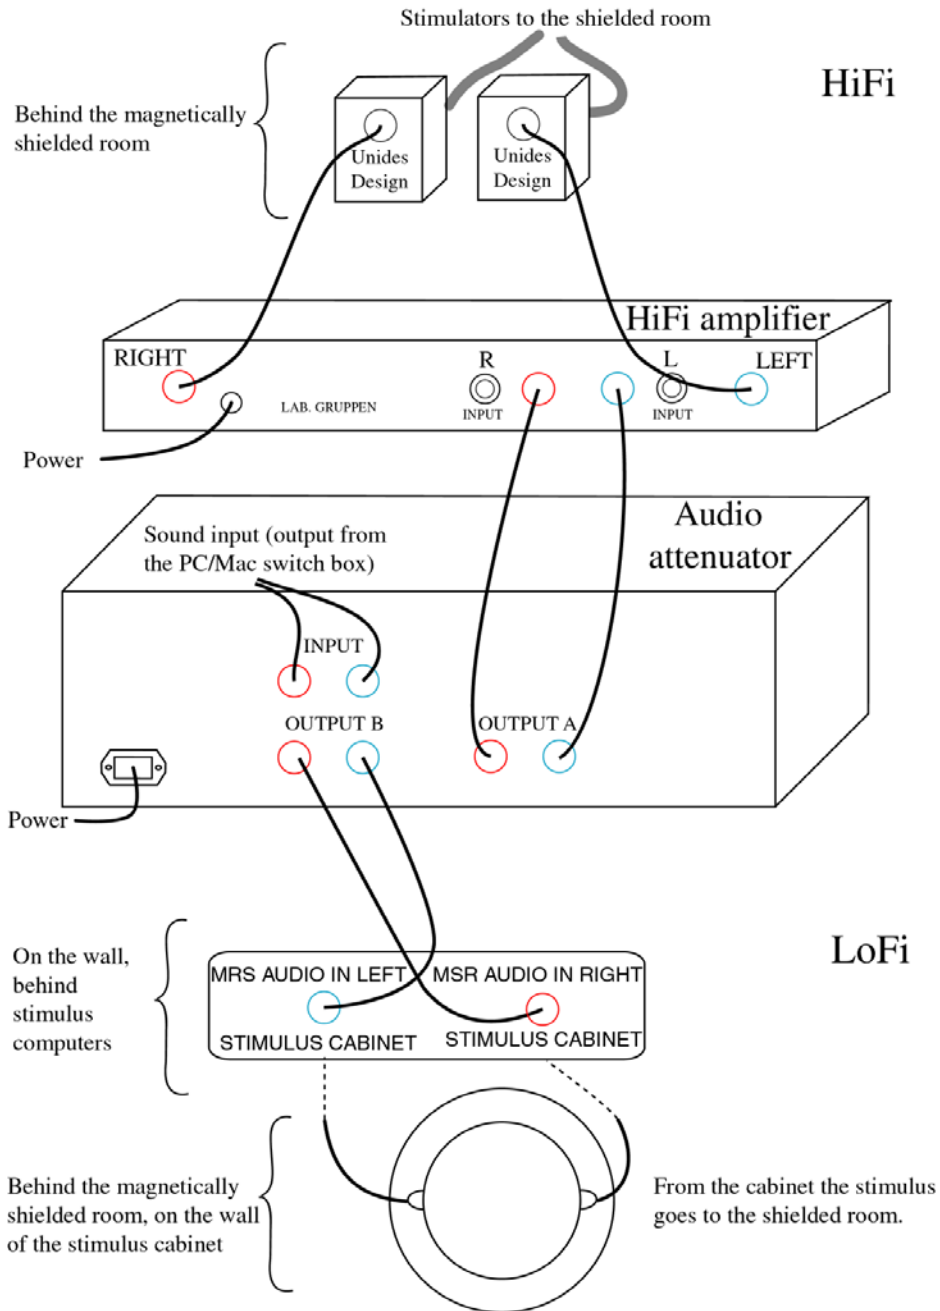 Stimulators to the shielded room
HiFi
Behind the magnetically
shielded room
Unides
Design
Unides
Design
HiFi amplifier
RIGHT
R
L
LEFT
INPUT
INPUT
LAB. GRUPPEN
Power
Audio
attenuator
Sound input (output from
the PC/Mac switch box)
INPUT
OUTPUT B
OUTPUT A
Power
LoFi
On the wall,
behind
stimulus
computers
MRS AUDIO IN LEFT
MSR AUDIO IN RIGHT
STIMULUS CABINET
STIMULUS CABINET
Behind the magnetically
shielded room, on the wall
of the stimulus cabinet
From the cabinet the stimulus
goes to the shielded room.